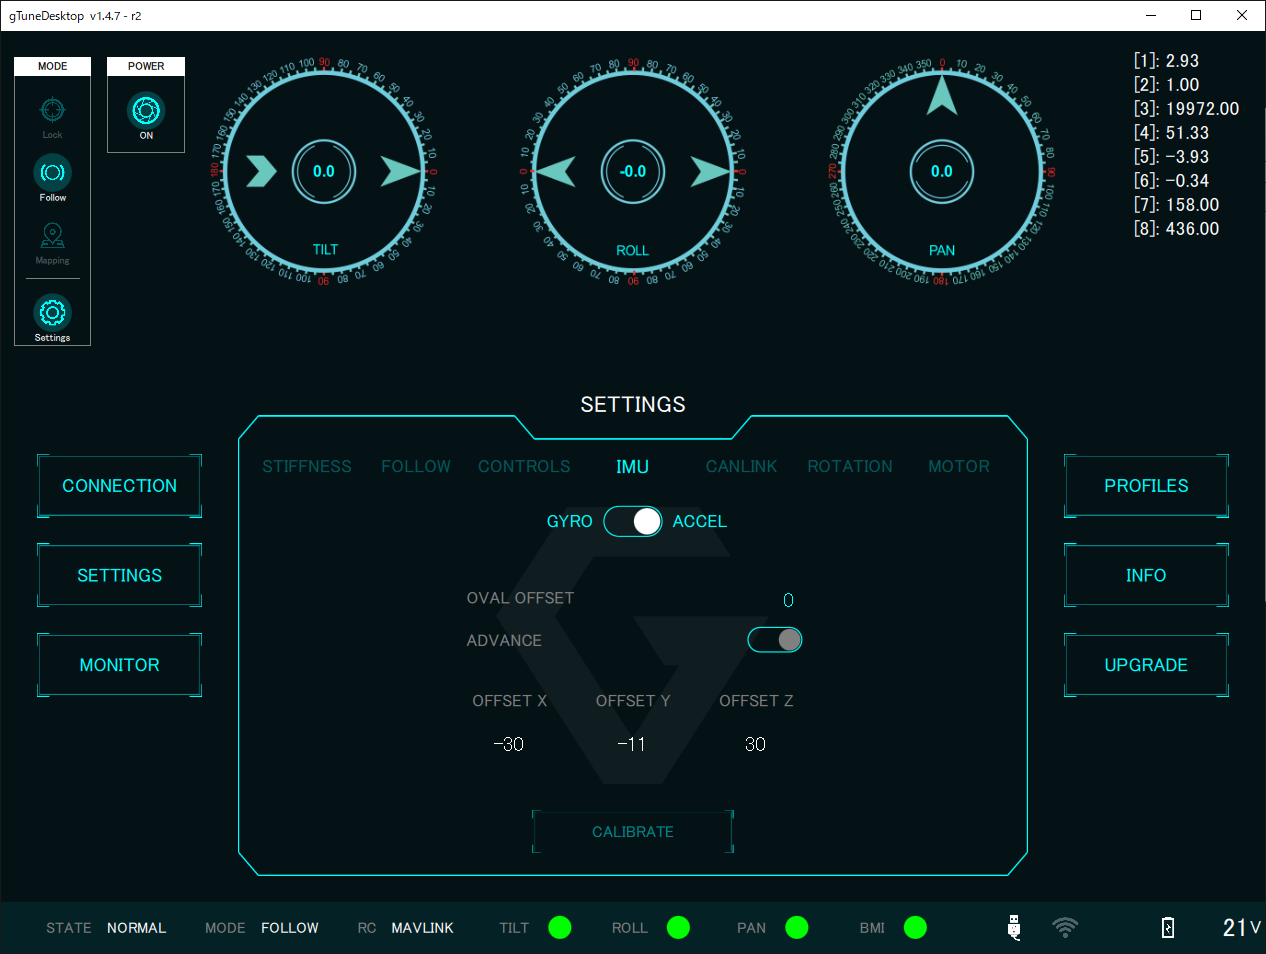 gTuneDesktop v1.4.7 - r2
MODE
Lock
Follow
Mapping
Settings
POWER
ON
0.0
TILT
-0.0
ROLL
0.0
PAN
[1]: 2.93
[2]: 1.00
[3]: 19972.00
[4]: 51.33
[5]: -3.93
[6]: -0.34
[7]: 158.00
[8]: 436.00
SETTINGS
STIFFNESS FOLLOW CONTROLS IMU CANLINK ROTATION MOTOR
GYRO ACCEL
OVAL OFFSET 0
ADVANCE
OFFSET X OFFSET Y OFFSET Z
-30 -11 30
CALIBRATE
CONNECTION
SETTINGS
MONITOR
PROFILES
INFO
UPGRADE
STATE NORMAL MODE FOLLOW RC MAVLINK TILT ROLL PAN BMI 21V